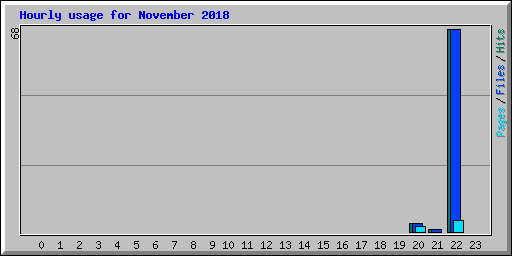 Hourly usage for November 2018
68
0 1 2 3 4 5 6 7 8 9 10 11 12 13 14 15 16 17 18 19 20 21 22 23
Pages/Files/Hits